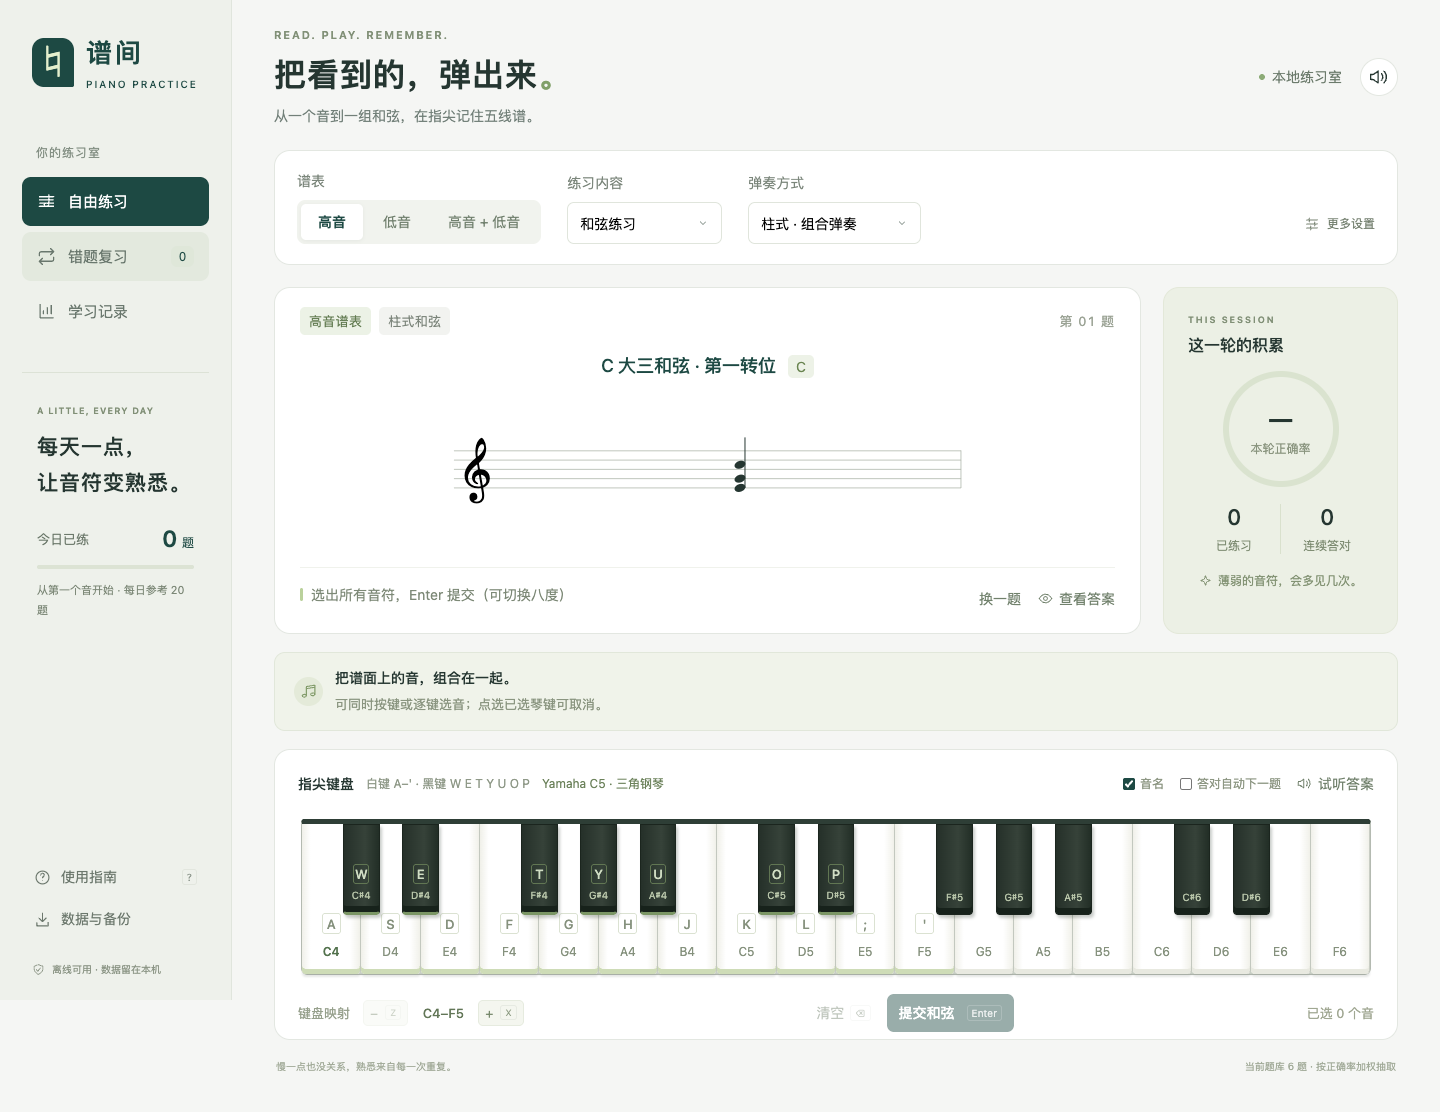 谱间
PIANO PRACTICE
你的练习室
自由练习
错题复习 0
学习记录
A LITTLE, EVERY DAY
每天一点，
让音符变熟悉。
今日已练 0 题
从第一个音开始 · 每日参考 20
题
使用指南 ?
数据与备份
离线可用 · 数据留在本机
READ. PLAY. REMEMBER.
把看到的，弹出来。
从一个音到一组和弦，在指尖记住五线谱。
本地练习室
谱表
高音 低音 高音 + 低音
练习内容
和弦练习
弹奏方式
柱式 · 组合弹奏
更多设置
高音谱表 柱式和弦 第 01 题
C 大三和弦 · 第一转位 C
选出所有音符，Enter 提交（可切换八度）
换一题 查看答案
THIS SESSION
这一轮的积累
—
本轮正确率
0 0
已练习 连续答对
薄弱的音符，会多见几次。
把谱面上的音，组合在一起。
可同时按键或逐键选音；点选已选琴键可取消。
指尖键盘 白键 A–' · 黑键 W E T Y U O P Yamaha C5 · 三角钢琴
音名 答对自动下一题 试听答案
W E T Y U O P
C#4 D#4 F#4 G#4 A#4 C#5 D#5 F#5 G#5 A#5 C#6 D#6
A S D F G H J K L ; '
C4 D4 E4 F4 G4 A4 B4 C5 D5 E5 F5 G5 A5 B5 C6 D6 E6 F6
键盘映射 − Z C4–F5 + X
清空 提交和弦 Enter
已选 0 个音
慢一点也没关系，熟悉来自每一次重复。
当前题库 6 题 · 按正确率加权抽取